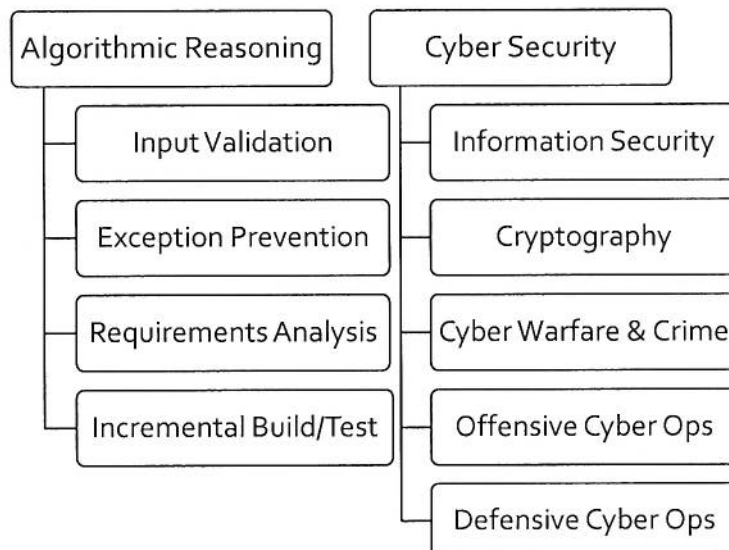 Algorithmic Reasoning
Input Validation
Exception Prevention
Requirements Analysis
Incremental Build/Test
Cyber Security
Information Security
Cryptography
Cyber Warfare & Crime
Offensive Cyber Ops
Defensive Cyber Ops